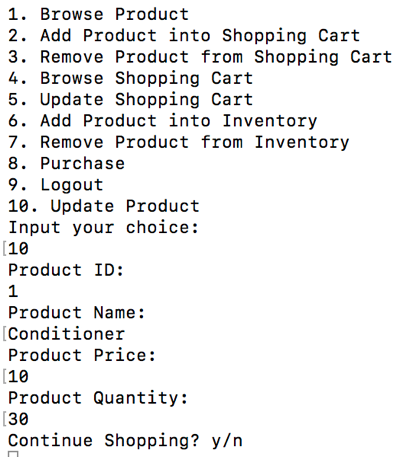 1. Browse Product
2. Add Product into Shopping Cart
3. Remove Product from Shopping Cart
4. Browse Shopping Cart
5. Update Shopping Cart
6. Add Product into Inventory
7. Remove Product from Inventory
8. Purchase
9. Logout
10. Update Product
Input your choice:
10
Product ID:
1
Product Name:
Conditioner
Product Price:
10
Product Quantity:
30
Continue Shopping? y/n